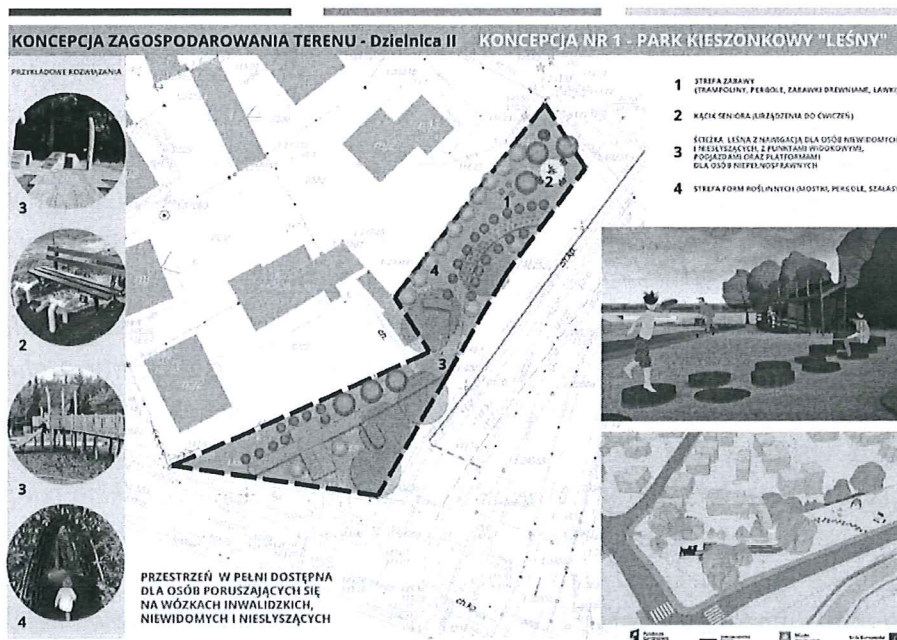 KONCEPCJA ZAGOSPODAROWANIA TERENU - Dzielnica II KONCEPCJA NR 1 - PARK KIESZONKOWY "LEŚNY"
PRZYKŁADOWE ROZWIĄZANIA
3
2
3
4
1
2
4
3
1 STREFA ZABAWY
(TRAMPOLINY, PERGOLE, ZABAWKI DREWNIANE, ŁAWKI)
2 KĄCIK SENIORA (URZĄDZENIA DO ĆWICZEŃ)
3 ŚCIEŻKA LEŚNA Z NAWIGACJĄ DLA OSÓB NIEWIDOMYCH
I NIESŁYSZĄCYCH, Z PUNKTAMI WIDOKOWYMI,
PODJAZDAMI ORAZ PLATFORMAMI
DLA OSÓB NIEPEŁNOSPRAWNYCH
4 STREFA FORM ROŚLINNYCH (MOSTKI, PERGOLE, SZAŁAS
PRZESTRZEŃ W PEŁNI DOSTĘPNA
DLA OSÓB PORUSZAJĄCYCH SIĘ
NA WÓZKACH INWALIDZKICH,
NIEWIDOMYCH I NIESŁYSZĄCYCH